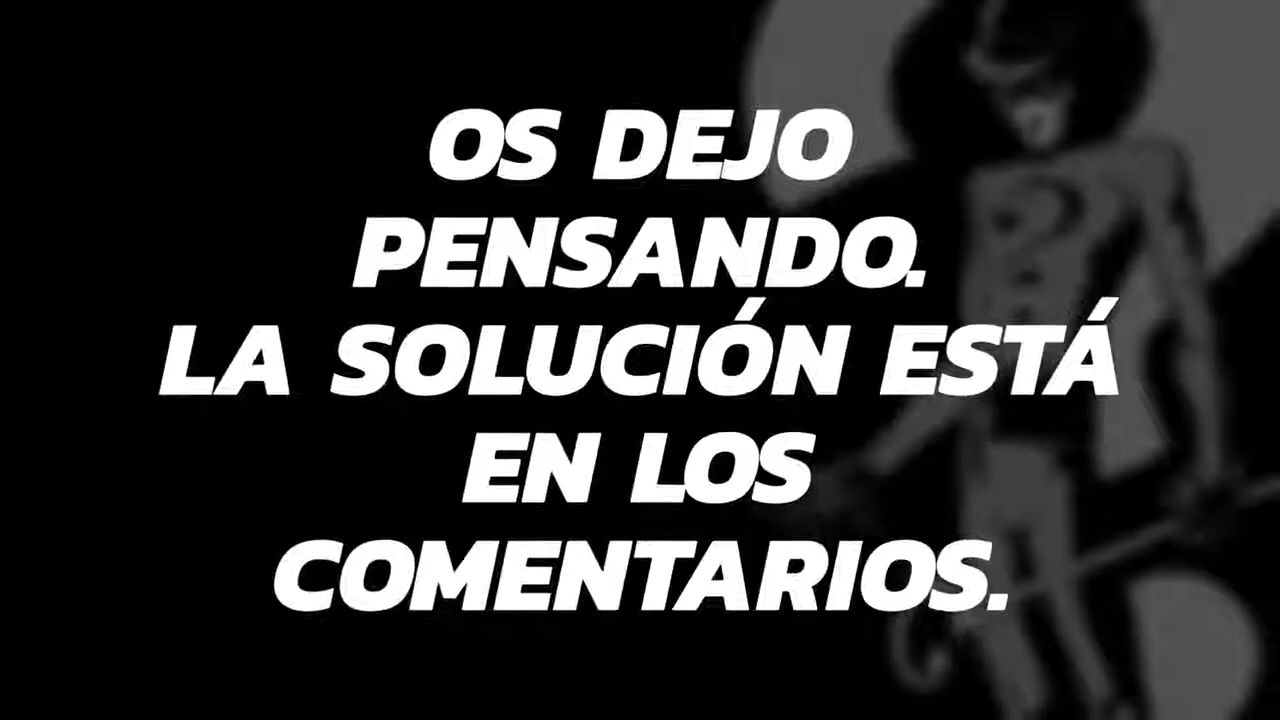 OS DEJO
PENSANDO.
LA SOLUCIÓN ESTÁ
EN LOS
COMENTARIOS.